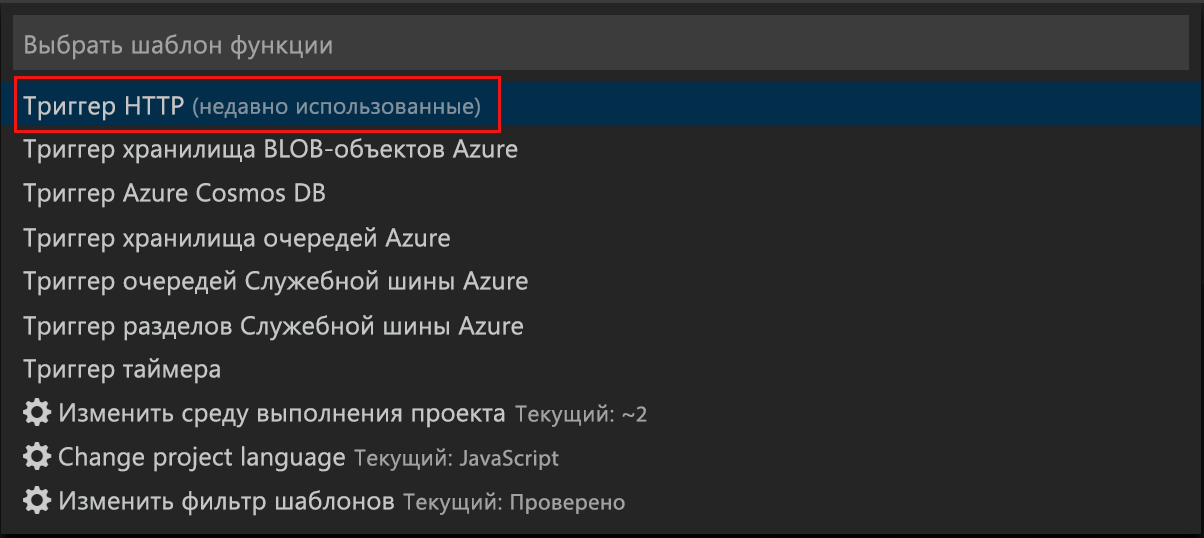 Выбрать шаблон функции
Триггер HTTP (недавно использованные)
Триггер хранилища BLOB-объектов Azure
Триггер Azure Cosmos DB
Триггер хранилища очередей Azure
Триггер очередей Служебной шины Azure
Триггер разделов Служебной шины Azure
Триггер таймера
Изменить среду выполнения проекта Текущий: ~2
Change project language Текущий: JavaScript
Изменить фильтр шаблонов Текущий: Проверено